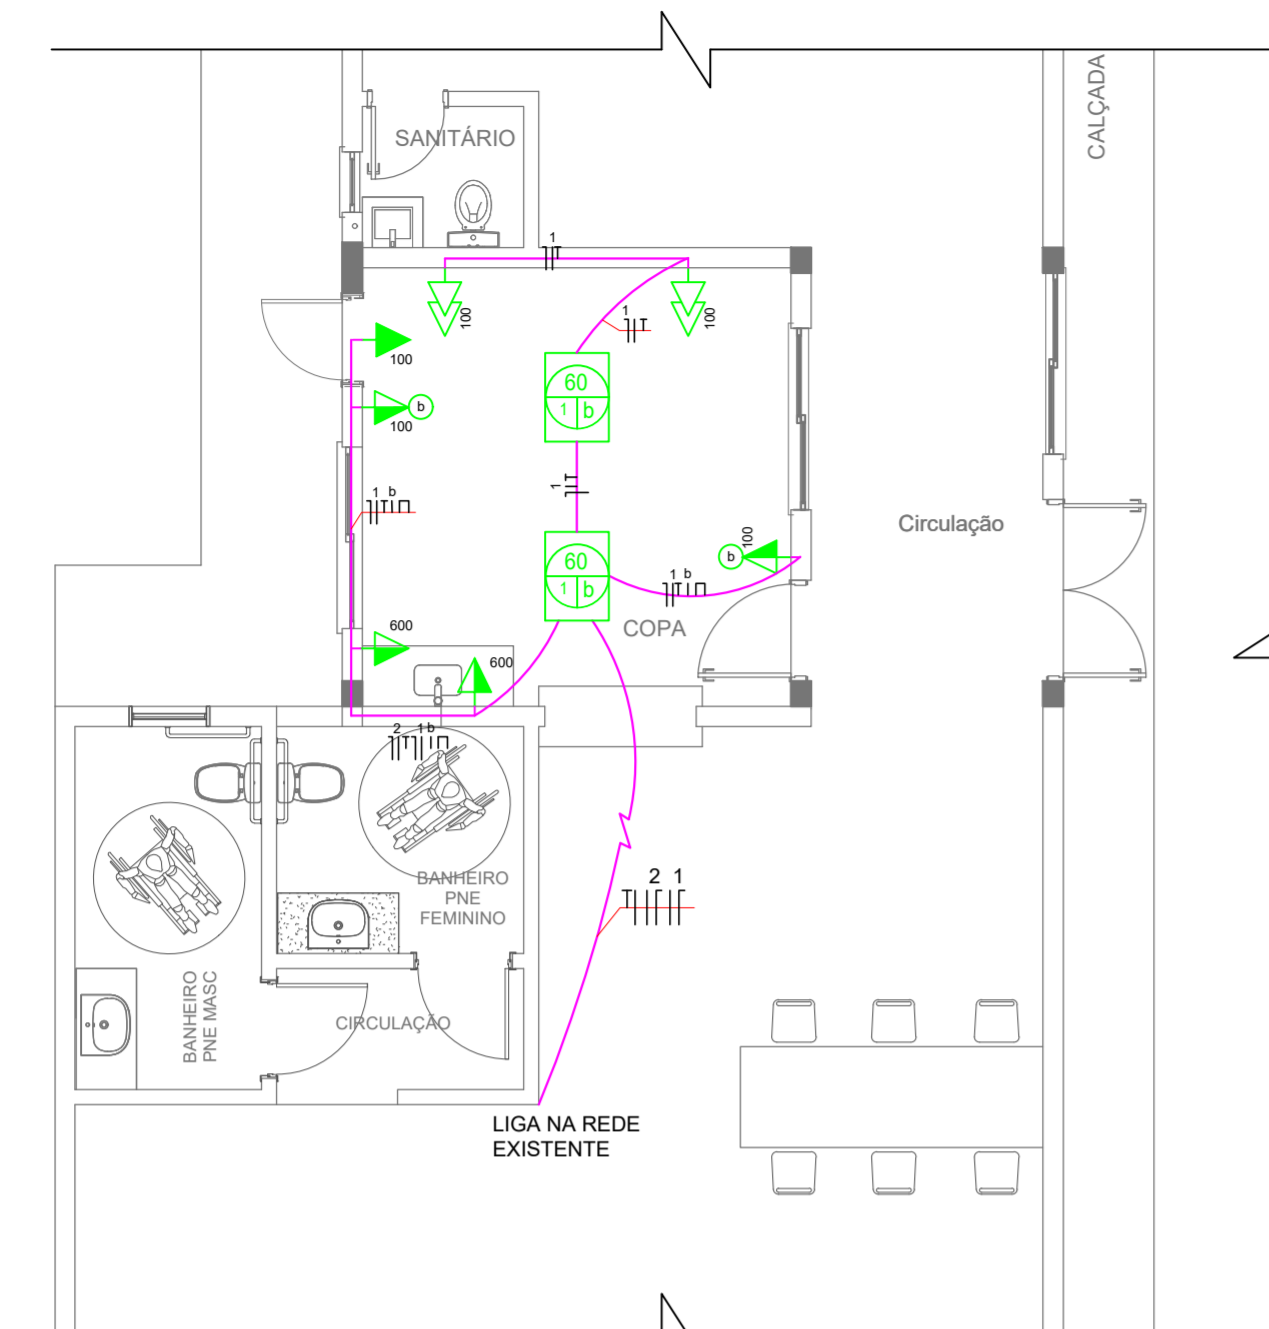 CALÇADA
SANITÁRIO
1
100
100
1
100
60
1 b
b
100
1
1 b
Circulação
100
b
60
1 b
1 b
COPA
600
600
2 1 b
BANHEIRO
PNE
FEMININO
2 1
BANHEIRO
PNE MASC
CIRCULAÇÃO
LIGA NA REDE
EXISTENTE